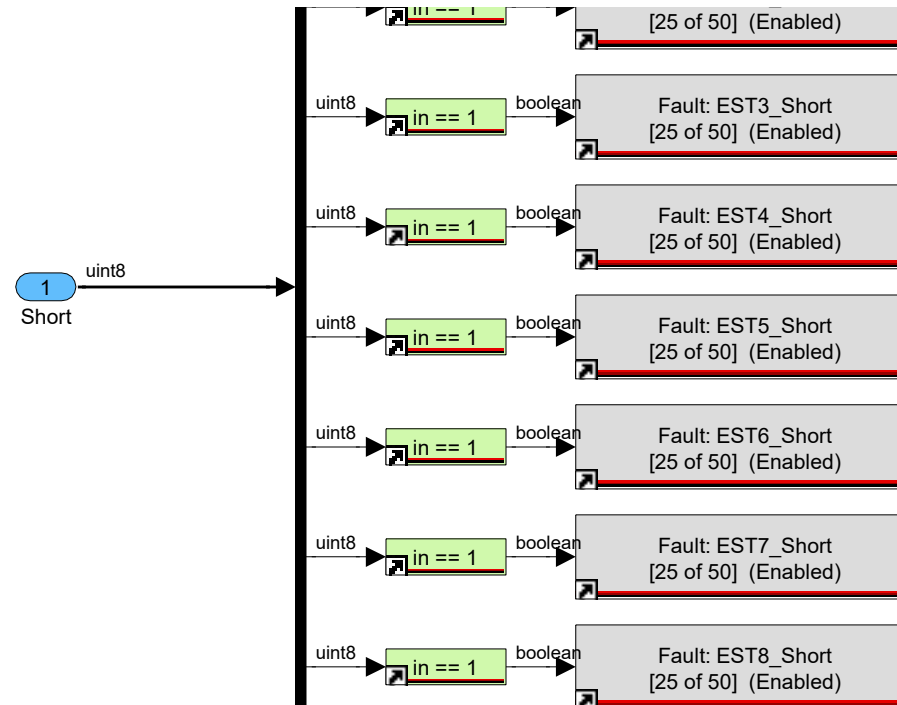 [25 of 50]  (Enabled)
uint8
in == 1
boolean
Fault: EST3_Short
[25 of 50]  (Enabled)
uint8
in == 1
boolean
Fault: EST4_Short
[25 of 50]  (Enabled)
uint8
1
Short
uint8
in == 1
boolean
Fault: EST5_Short
[25 of 50]  (Enabled)
uint8
in == 1
boolean
Fault: EST6_Short
[25 of 50]  (Enabled)
uint8
in == 1
boolean
Fault: EST7_Short
[25 of 50]  (Enabled)
uint8
in == 1
boolean
Fault: EST8_Short
[25 of 50]  (Enabled)